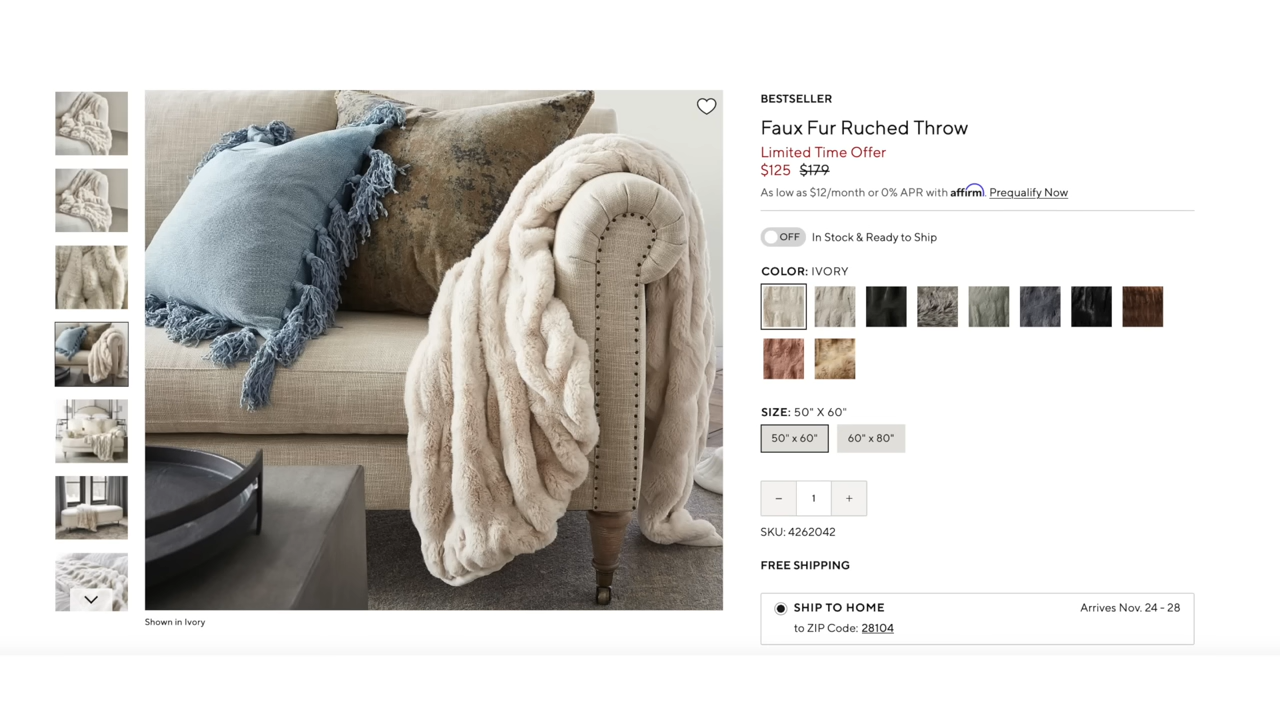 BESTSELLER
Faux Fur Ruched Throw
Limited Time Offer
$125 $179
As low as $12/month or 0% APR with affirm. Prequalify Now
OFF In Stock & Ready to Ship
COLOR: IVORY
SIZE: 50" X 60"
50" x 60" 60" x 80"
− 1 +
SKU: 4262042
FREE SHIPPING
SHIP TO HOME Arrives Nov. 24 - 28
to ZIP Code: 28104
Shown in Ivory